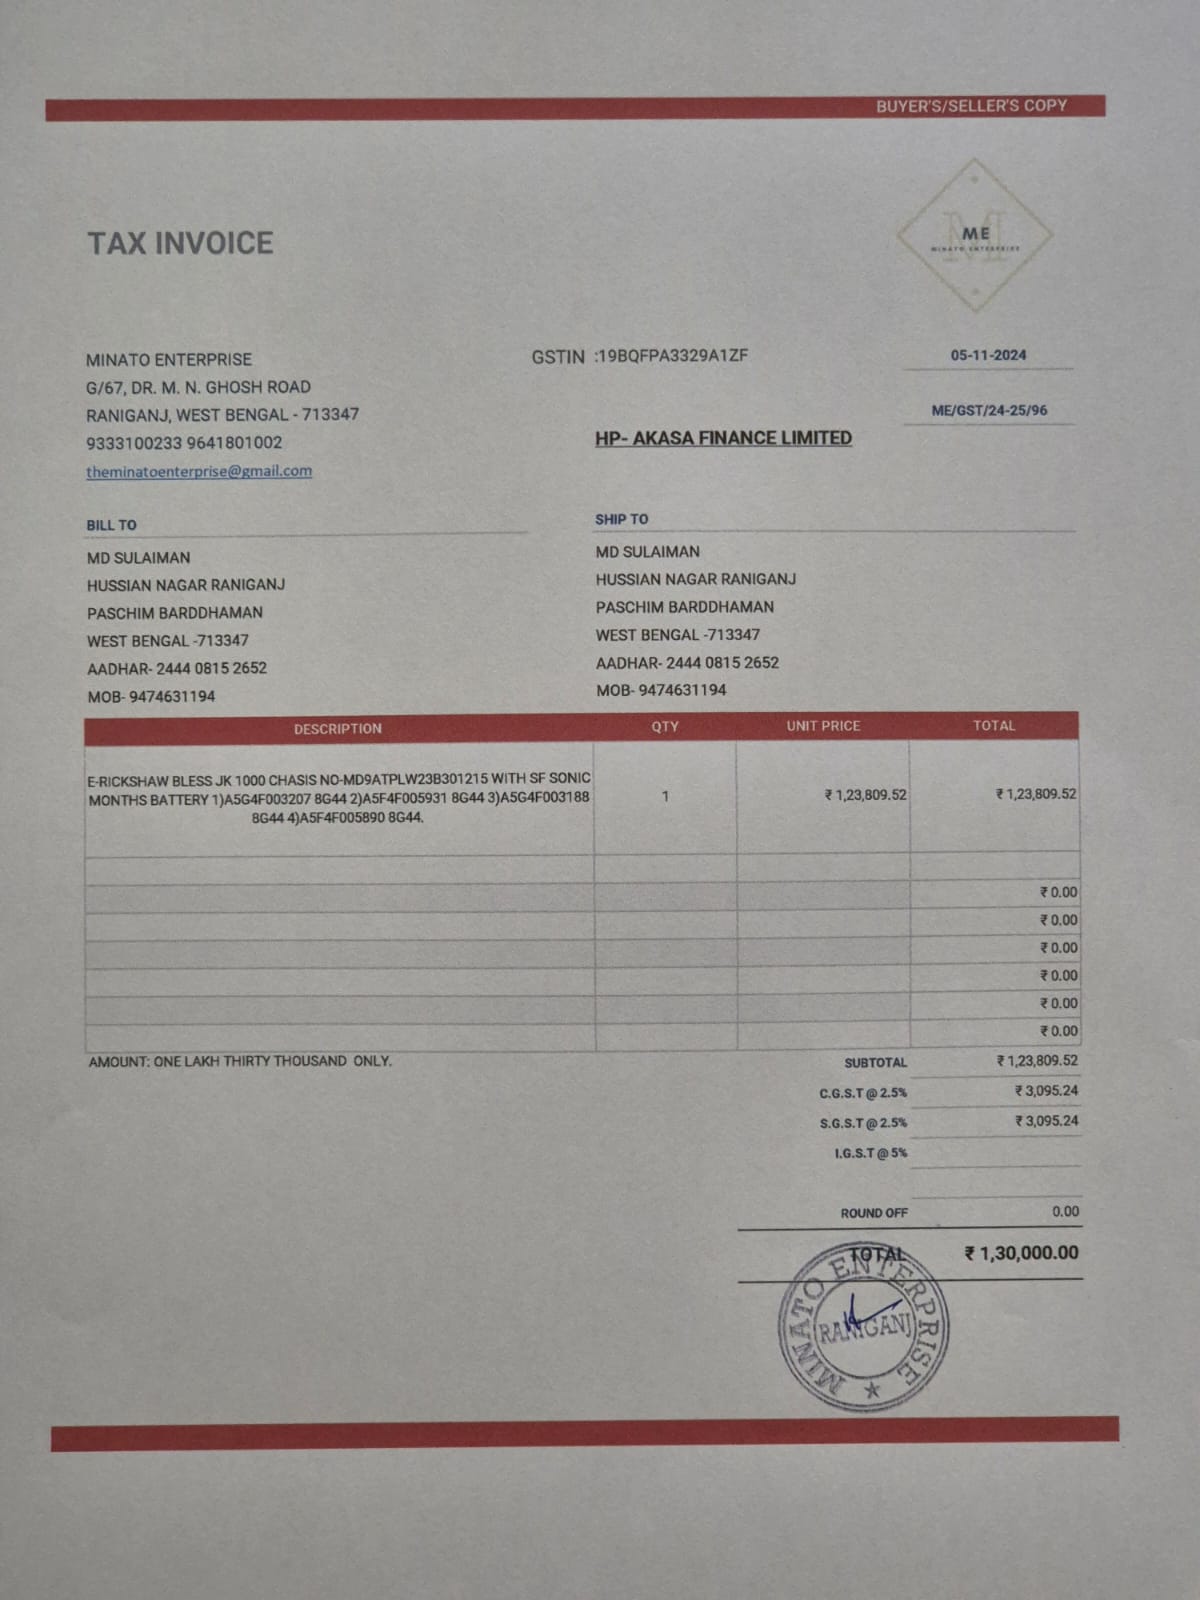 BUYER'S/SELLER'S COPY
ME
MINATO ENTERPRISE
TAX INVOICE
MINATO ENTERPRISE
G/67, DR. M. N. GHOSH ROAD
RANIGANJ, WEST BENGAL - 713347
9333100233 9641801002
theminatoenterprise@gmail.com
GSTIN :19BQFPA3329A1ZF
05-11-2024
ME/GST/24-25/96
HP- AKASA FINANCE LIMITED
BILL TO
MD SULAIMAN
HUSSIAN NAGAR RANIGANJ
PASCHIM BARDDHAMAN
WEST BENGAL -713347
AADHAR- 2444 0815 2652
MOB- 9474631194
SHIP TO
MD SULAIMAN
HUSSIAN NAGAR RANIGANJ
PASCHIM BARDDHAMAN
WEST BENGAL -713347
AADHAR- 2444 0815 2652
MOB- 9474631194
DESCRIPTION QTY UNIT PRICE TOTAL
E-RICKSHAW BLESS JK 1000 CHASIS NO-MD9ATPLW23B301215 WITH SF SONIC
MONTHS BATTERY 1)A5G4F003207 8G44 2)A5F4F005931 8G44 3)A5G4F003188
8G44 4)A5F4F005890 8G44.
1 ₹ 1,23,809.52 ₹ 1,23,809.52
₹ 0.00
₹ 0.00
₹ 0.00
₹ 0.00
₹ 0.00
₹ 0.00
AMOUNT: ONE LAKH THIRTY THOUSAND ONLY.
SUBTOTAL ₹ 1,23,809.52
C.G.S.T @ 2.5% ₹ 3,095.24
S.G.S.T @ 2.5% ₹ 3,095.24
I.G.S.T @ 5%
ROUND OFF 0.00
TOTAL ₹ 1,30,000.00
MINATO ENTERPRISE
RANIGANJ